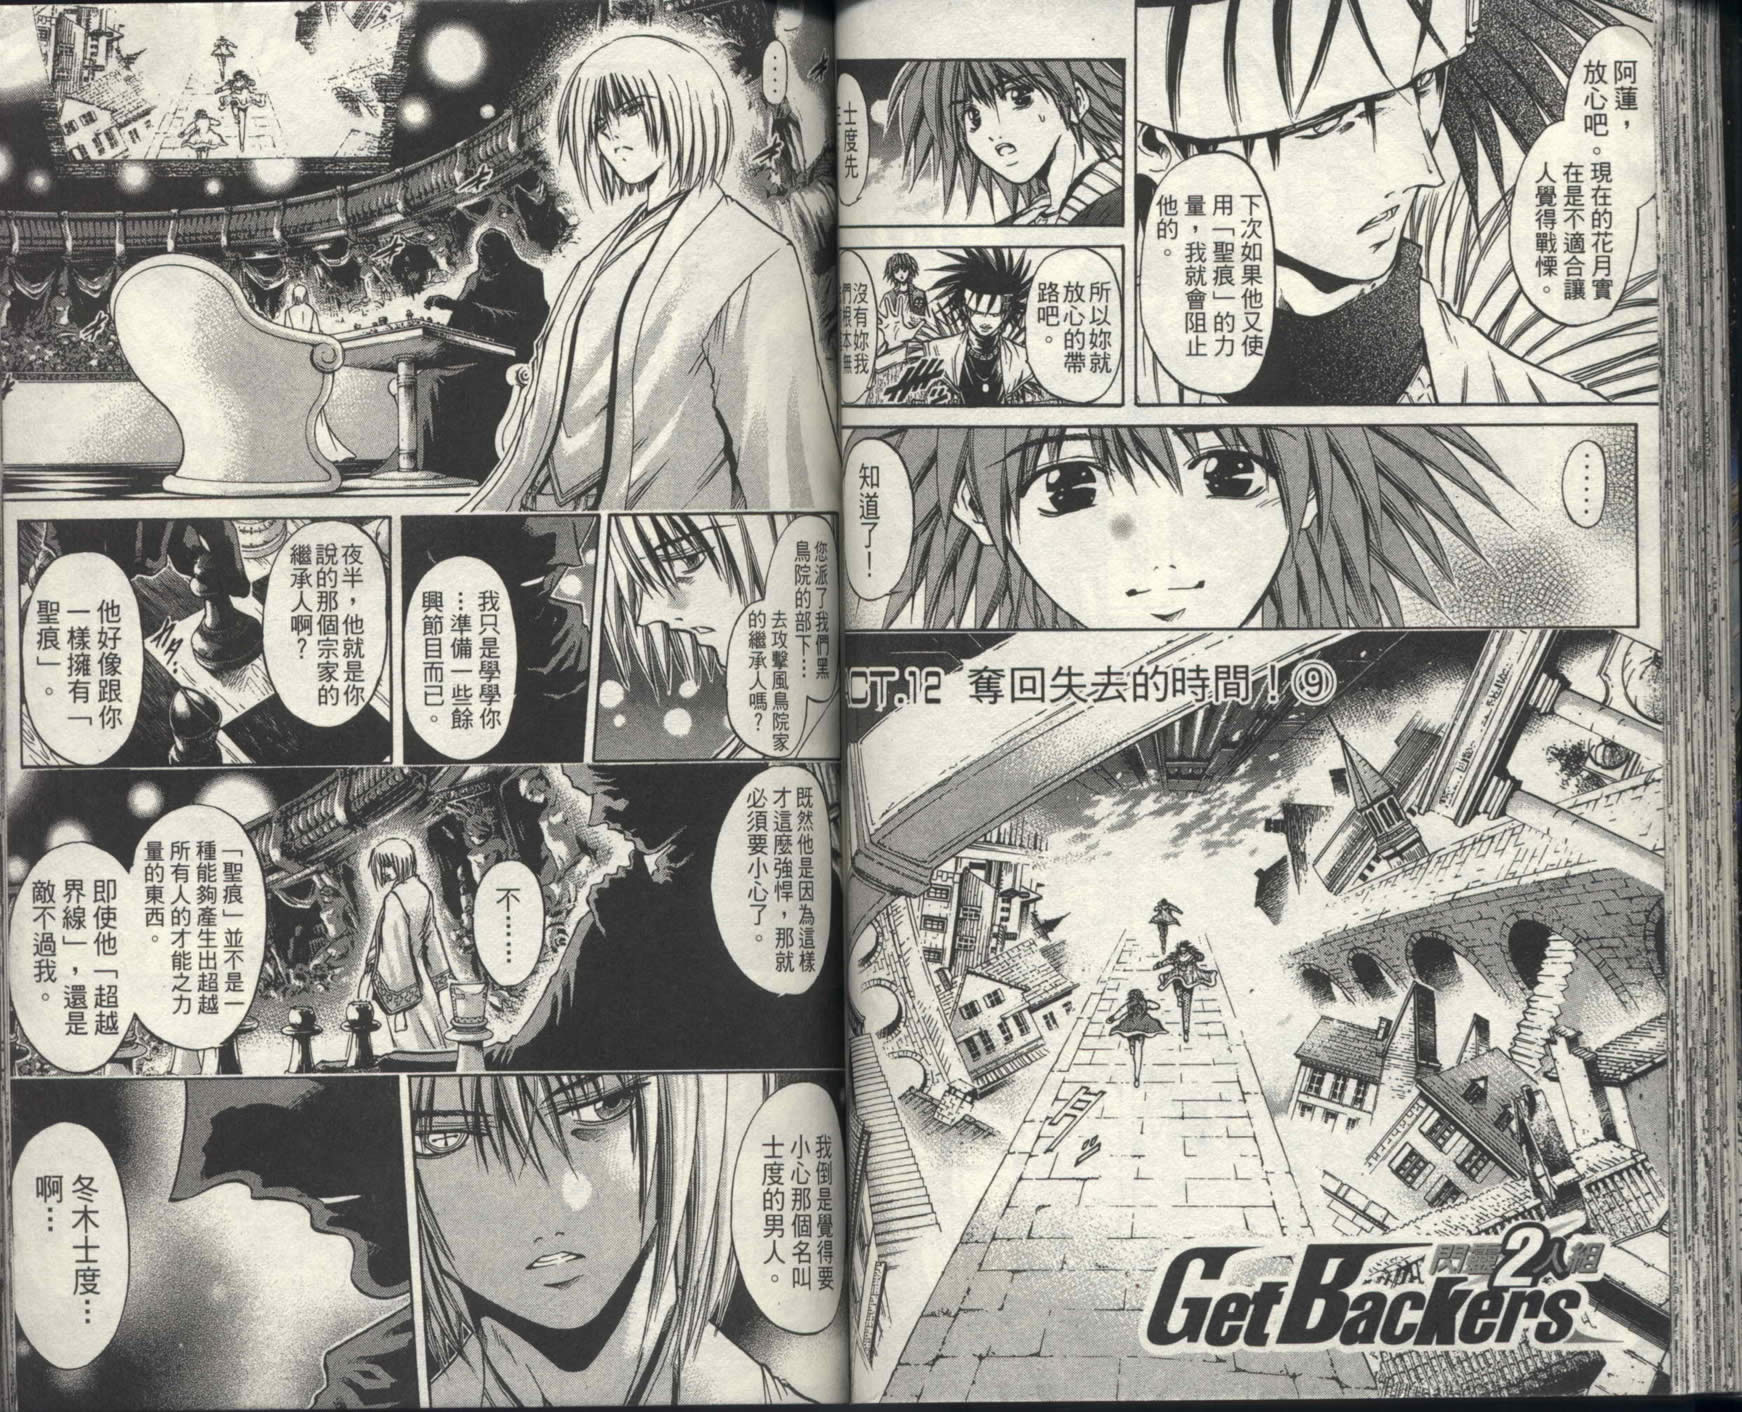 阿蓮，
放心吧。現在的花月實
在是不適合讓
人覺得戰慄。
下次如果他又使
用「聖痕」的力
量，我就會阻止
他的。
士度先
所以妳就
放心的帶
路吧。
沒有妳我
們根本無
……
知道了！
ACT.12 奪回失去的時間！⑨
GetBackers
閃靈2人組
……
您派了我們黑
鳥院的部下…
去攻擊風鳥院家
的繼承人嗎？
我只是學學你
…準備一些餘
興節目而已。
夜半，他就是你
說的那個宗家的
繼承人啊？
他好像跟你
一樣擁有「
聖痕」。
既然他是因為這樣
才這麼強悍，那就
必須要小心了。
不……
「聖痕」並不是一
種能夠產生出超越
所有人的才能之力
量的東西。
即使他「超越
界線」，還是
敵不過我。
我倒是覺得要
小心那個名叫
士度的男人。
冬木士度…
啊…